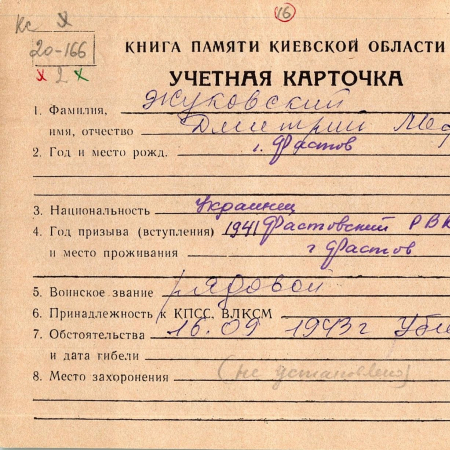 16
Кс
20-166
х 2 х
КНИГА ПАМЯТИ КИЕВСКОЙ ОБЛАСТИ
УЧЕТНАЯ КАРТОЧКА
1. Фамилия, Жуковский
имя, отчество Дмитрий
2. Год и место рожд. г. Фастов
3. Национальность украинец
4. Год призыва (вступления) 1941 Фастовский РВК
и место проживания г Фастов
5. Воинское звание рядовой
6. Принадлежность к КПСС, ВЛКСМ
7. Обстоятельства 16.09 1943г
и дата гибели
8. Место захоронения (не установлено)